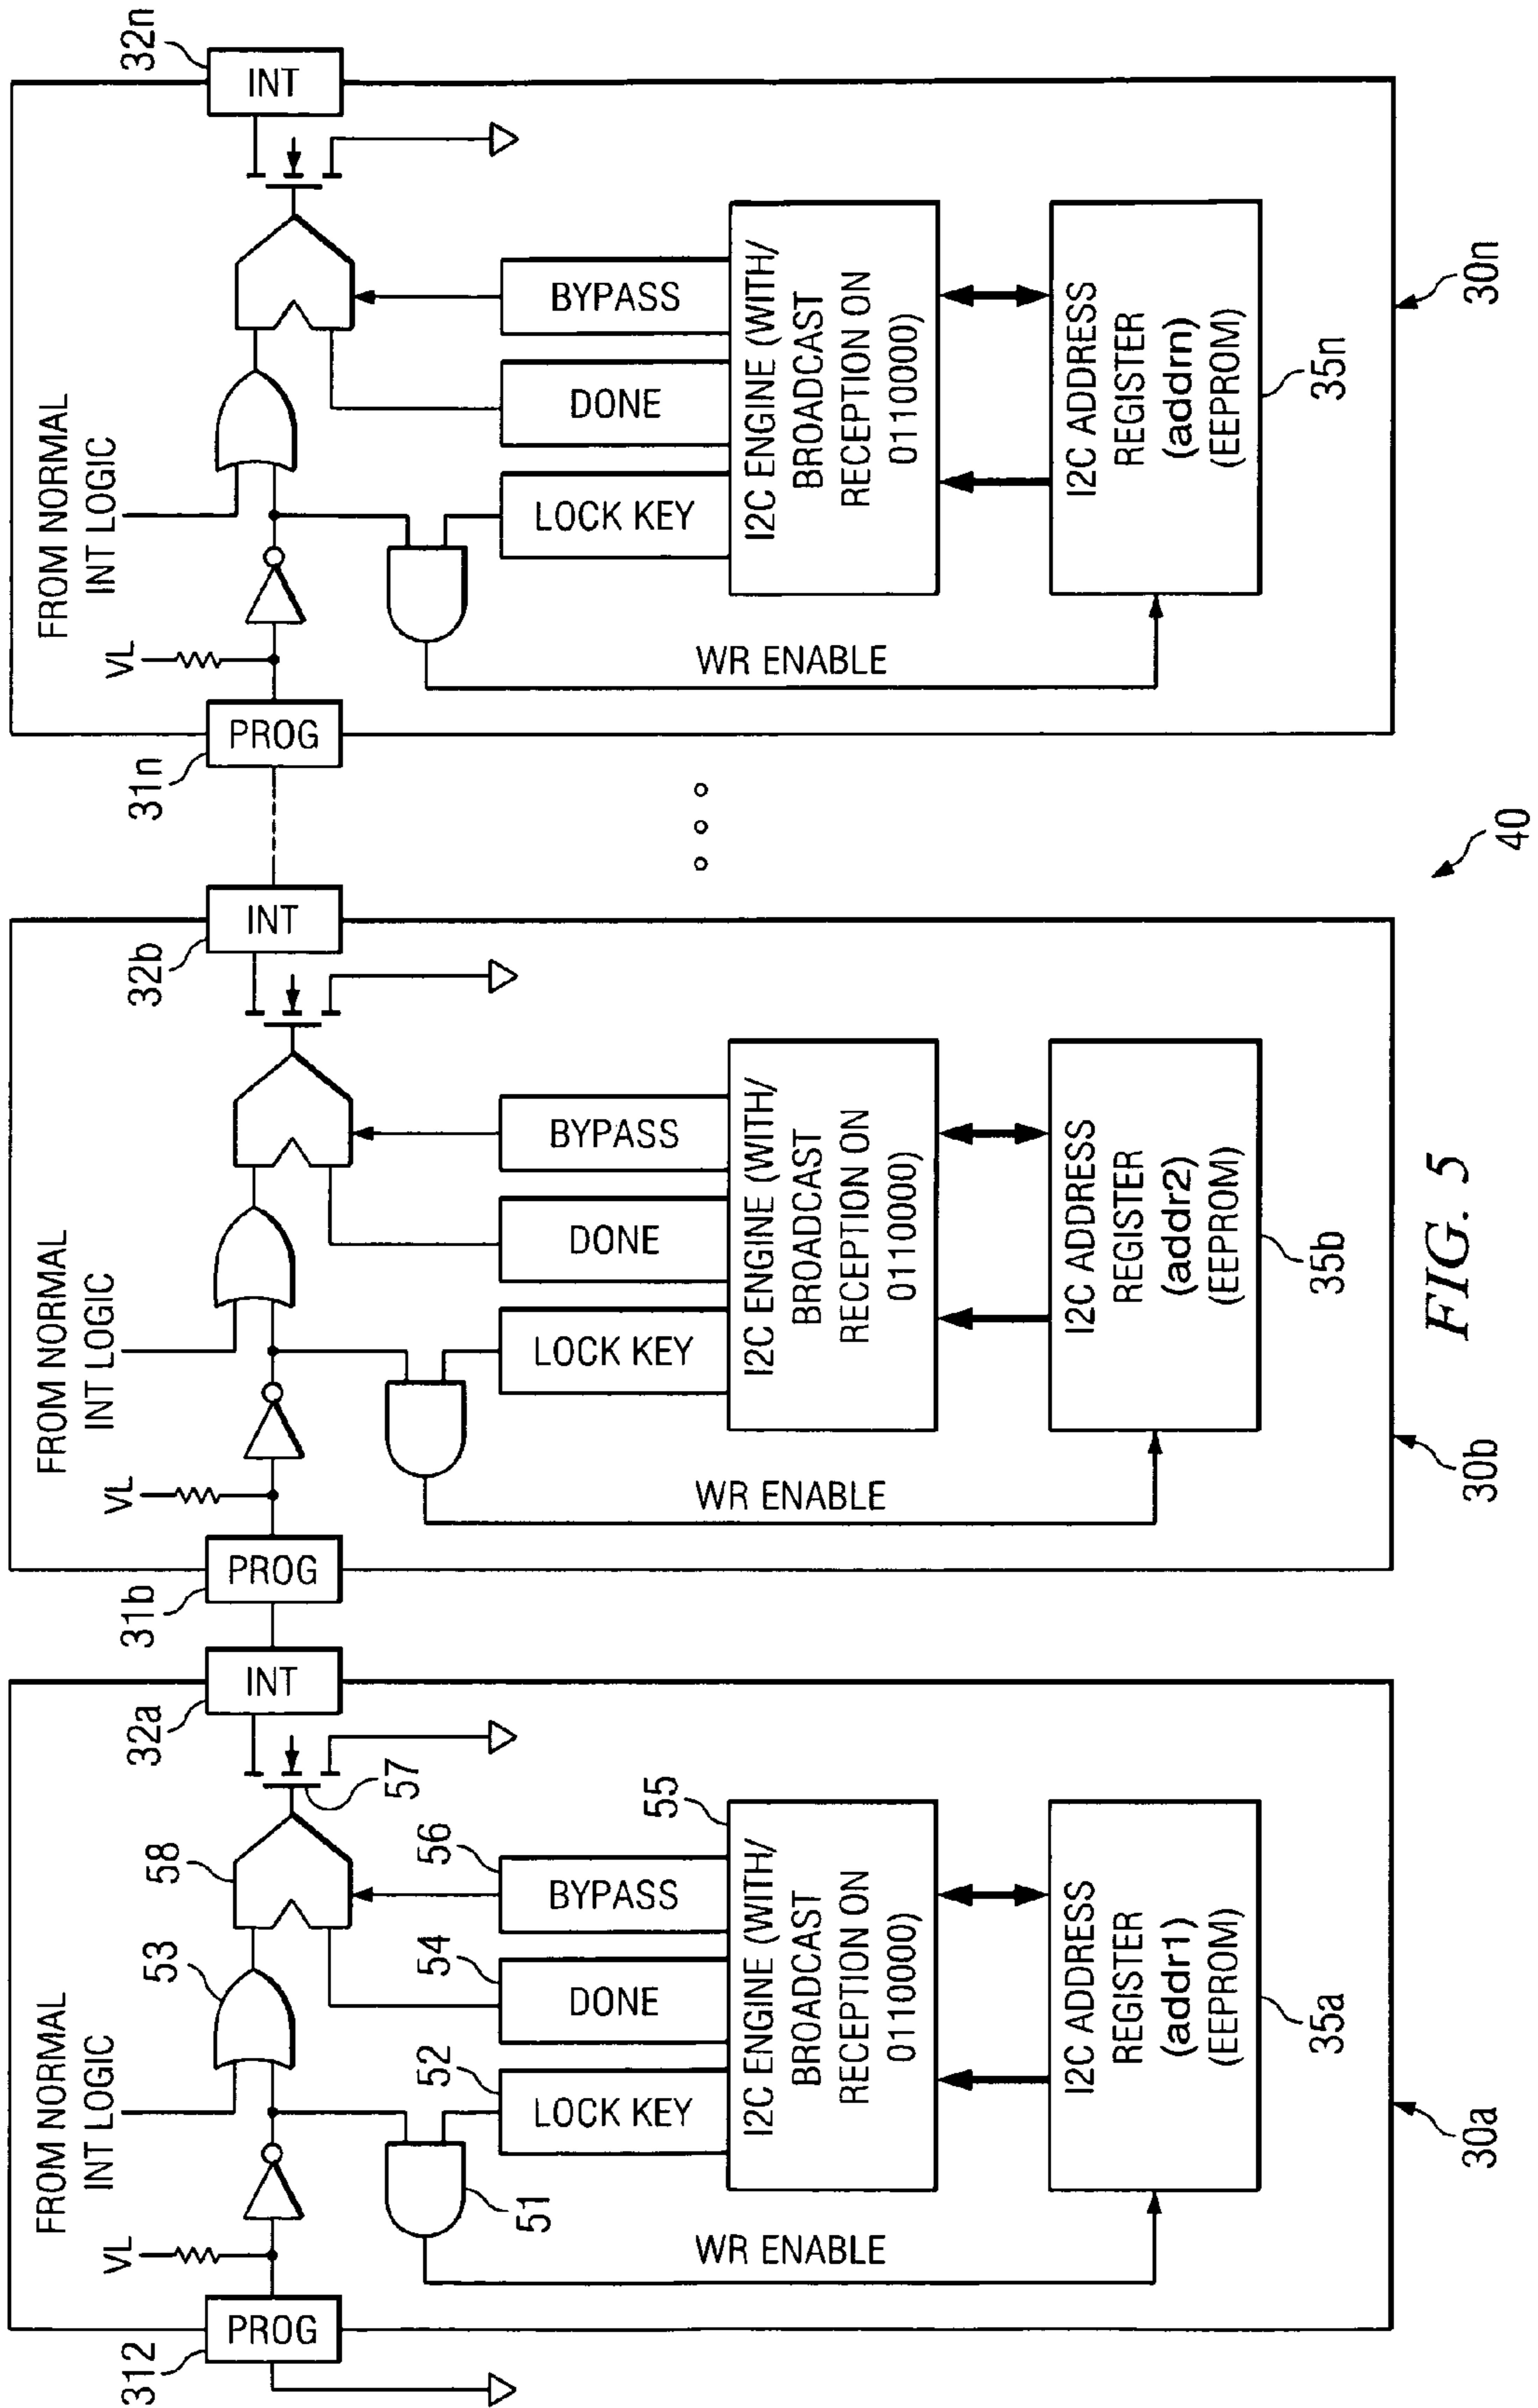 FROM NORMAL
INT LOGIC
VL
312
PROG
53
58
57
32a
INT
51
52
LOCK KEY
54
DONE
56
BYPASS
WR ENABLE
55
I2C ENGINE (WITH/
BROADCAST
RECEPTION ON
0110000)
I2C ADDRESS
REGISTER
(addr1)
(EEPROM)
35a
30a
FROM NORMAL
INT LOGIC
VL
31b
PROG
32b
INT
LOCK KEY
DONE
BYPASS
WR ENABLE
I2C ENGINE (WITH/
BROADCAST
RECEPTION ON
0110000)
I2C ADDRESS
REGISTER
(addr2)
(EEPROM)
35b
30b
FROM NORMAL
INT LOGIC
VL
31n
PROG
32n
INT
LOCK KEY
DONE
BYPASS
WR ENABLE
I2C ENGINE (WITH/
BROADCAST
RECEPTION ON
0110000)
I2C ADDRESS
REGISTER
(addrn)
(EEPROM)
35n
30n
40
FIG. 5